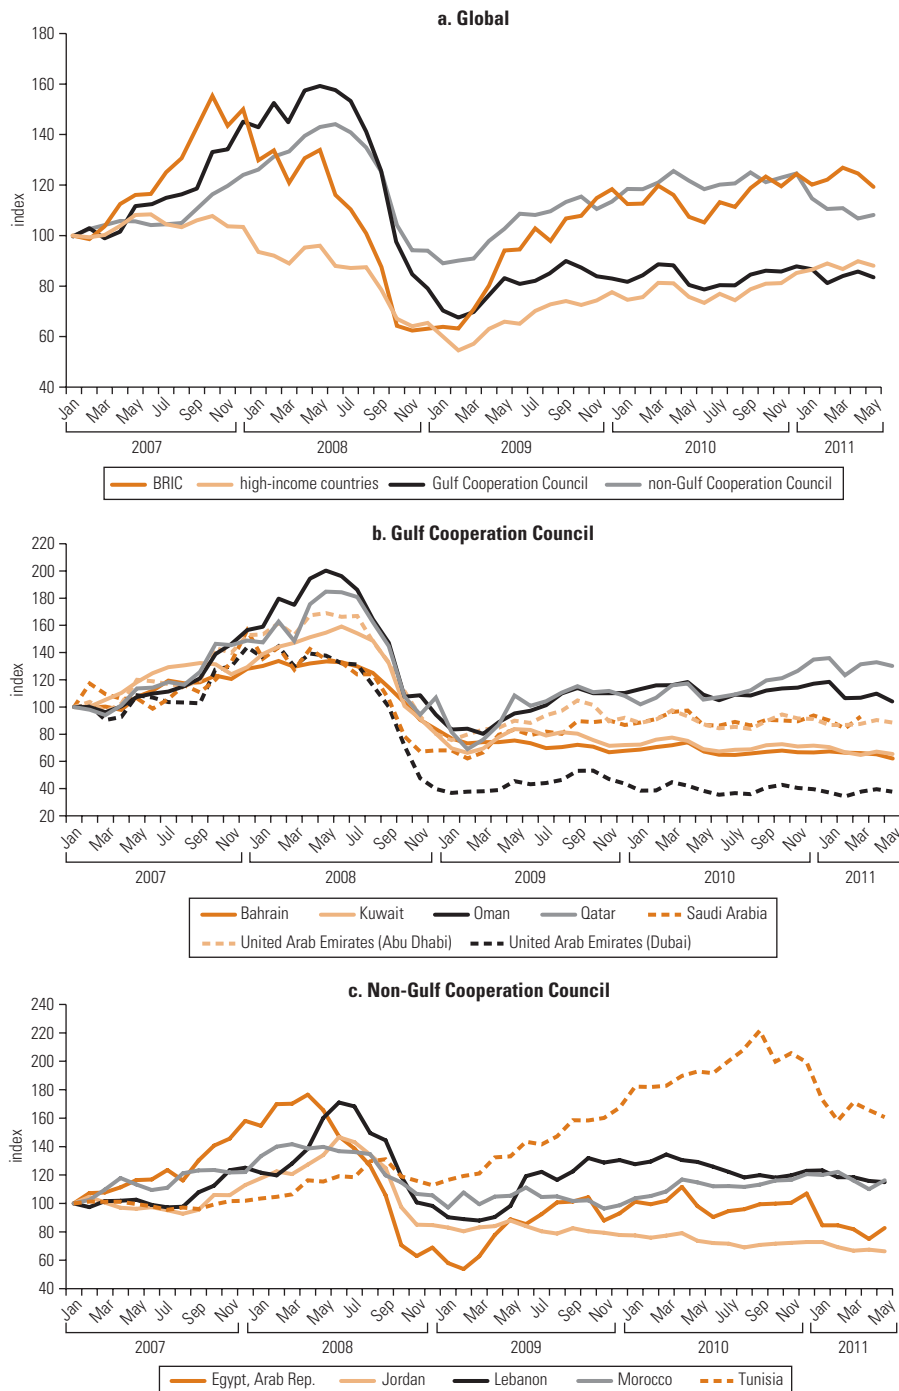 a. Global
180
160
140
120
100
80
60
40
index
Jan Mar May Jul Sep Nov Jan Mar May Jul Sep Nov Jan Mar May Jul Sep Nov Jan Mar May July Sep Nov Jan Mar May
2007 2008 2009 2010 2011
BRIC high-income countries Gulf Cooperation Council non-Gulf Cooperation Council
b. Gulf Cooperation Council
220
200
180
160
140
120
100
80
60
40
20
index
Jan Mar May Jul Sep Nov Jan Mar May Jul Sep Nov Jan Mar May Jul Sep Nov Jan Mar May Jul Sep Nov Jan Mar May
2007 2008 2009 2010 2011
Bahrain Kuwait Oman Qatar Saudi Arabia
United Arab Emirates (Abu Dhabi) United Arab Emirates (Dubai)
c. Non-Gulf Cooperation Council
240
220
200
180
160
140
120
100
80
60
40
index
Jan Mar May Jul Sep Nov Jan Mar May Jul Sep Nov Jan Mar May Jul Sep Nov Jan Mar May July Sep Nov Jan Mar May
2007 2008 2009 2010 2011
Egypt, Arab Rep. Jordan Lebanon Morocco Tunisia